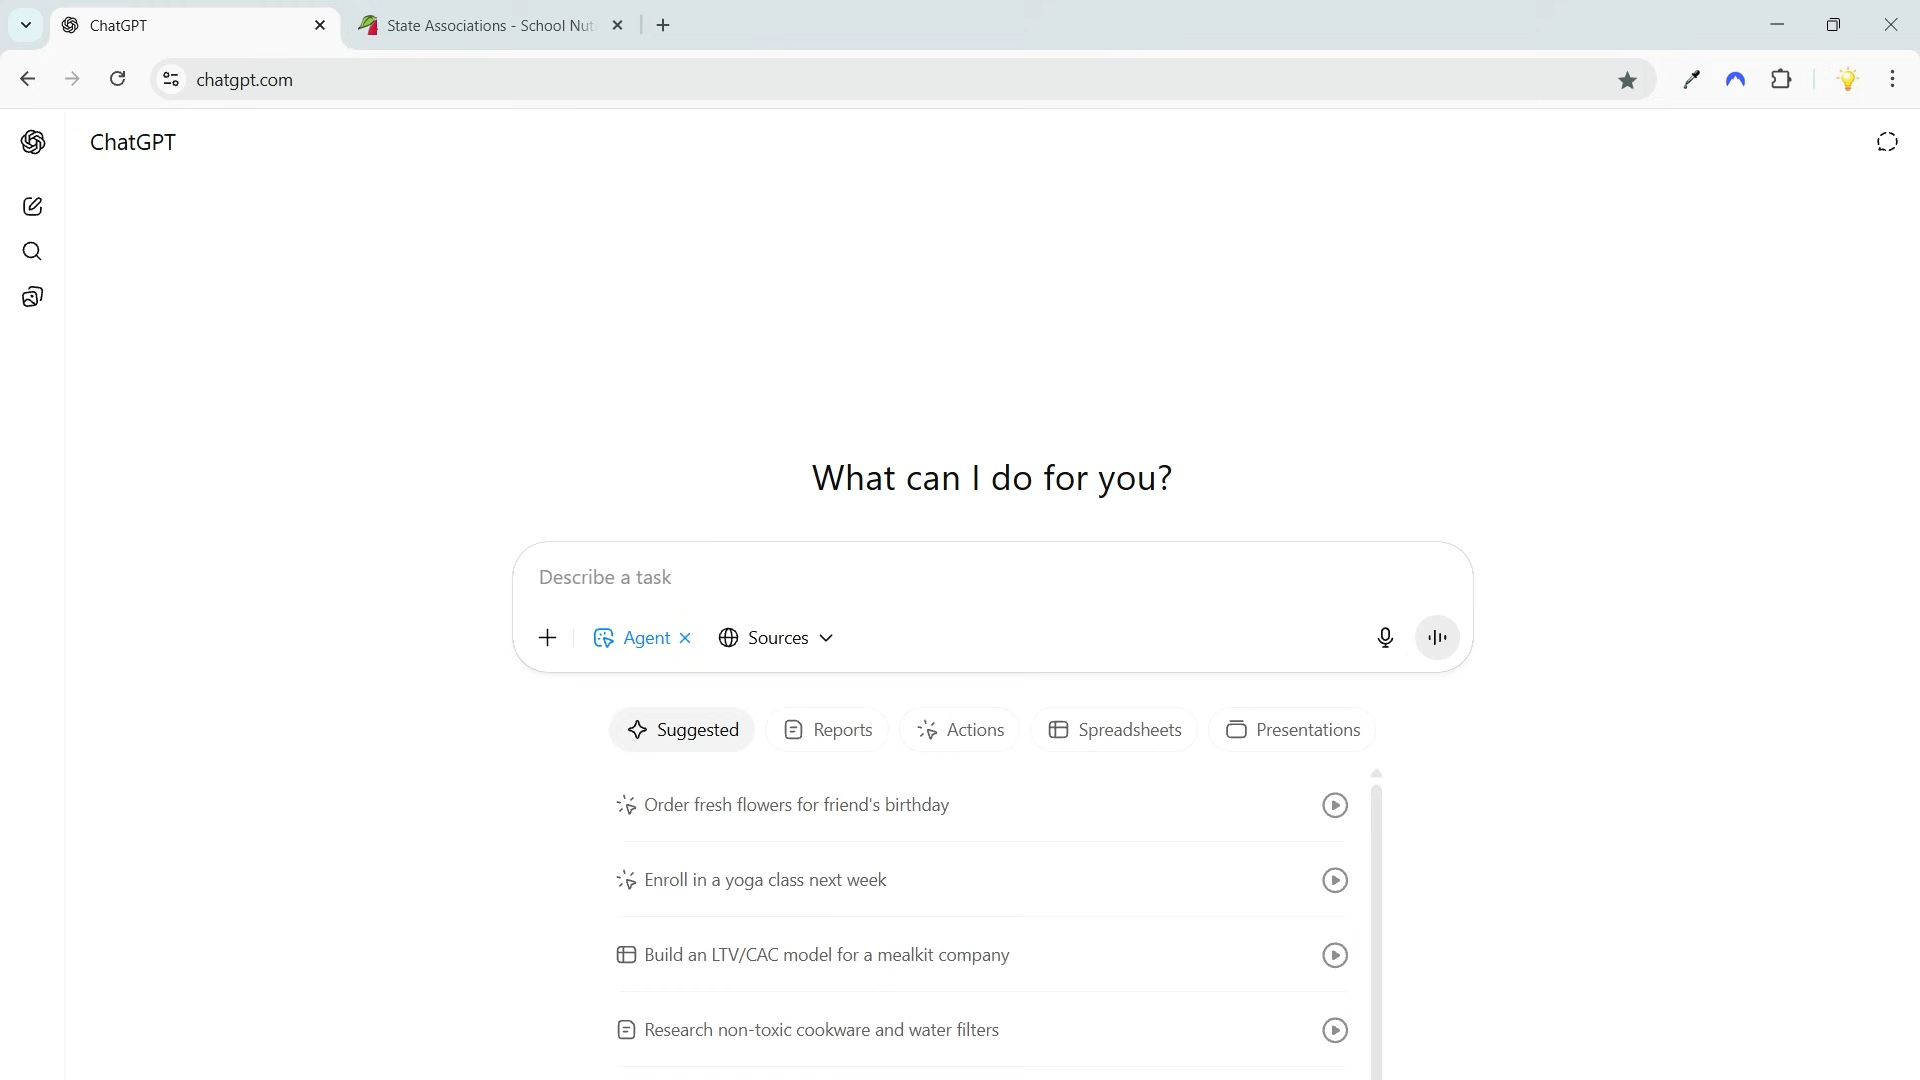 ChatGPT
State Associations - School Nut
chatgpt.com
ChatGPT
What can I do for you?
Describe a task
Agent
Sources
Suggested
Reports
Actions
Spreadsheets
Presentations
Order fresh flowers for friend's birthday
Enroll in a yoga class next week
Build an LTV/CAC model for a mealkit company
Research non-toxic cookware and water filters